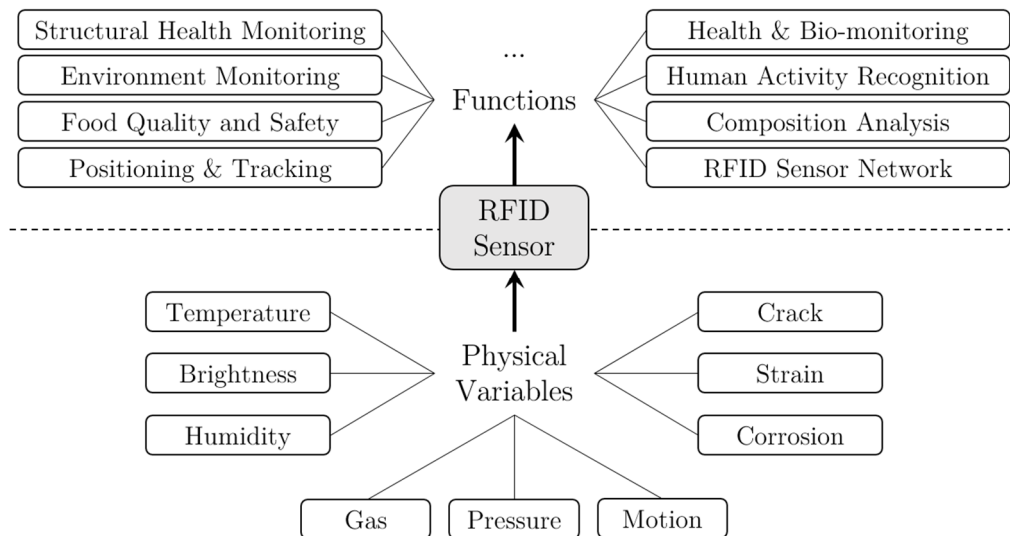 Structural Health Monitoring
Environment Monitoring
Food Quality and Safety
Positioning & Tracking
...
Functions
Health & Bio-monitoring
Human Activity Recognition
Composition Analysis
RFID Sensor Network
RFID
Sensor
Temperature
Brightness
Humidity
Physical
Variables
Crack
Strain
Corrosion
Gas
Pressure
Motion